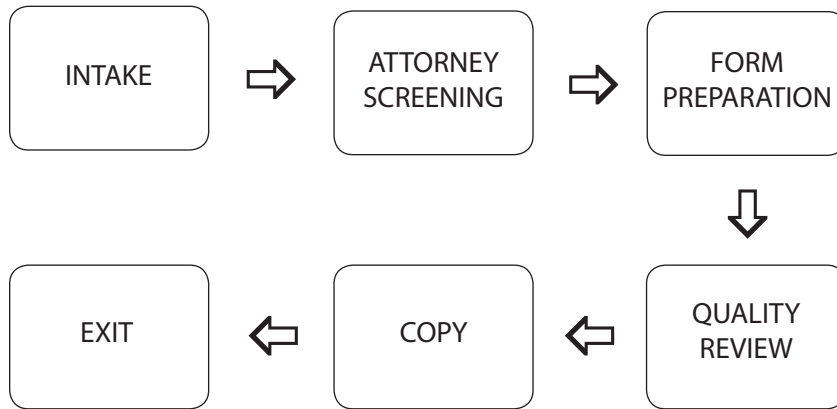 INTAKE
ATTORNEY
SCREENING
FORM
PREPARATION
QUALITY
REVIEW
COPY
EXIT